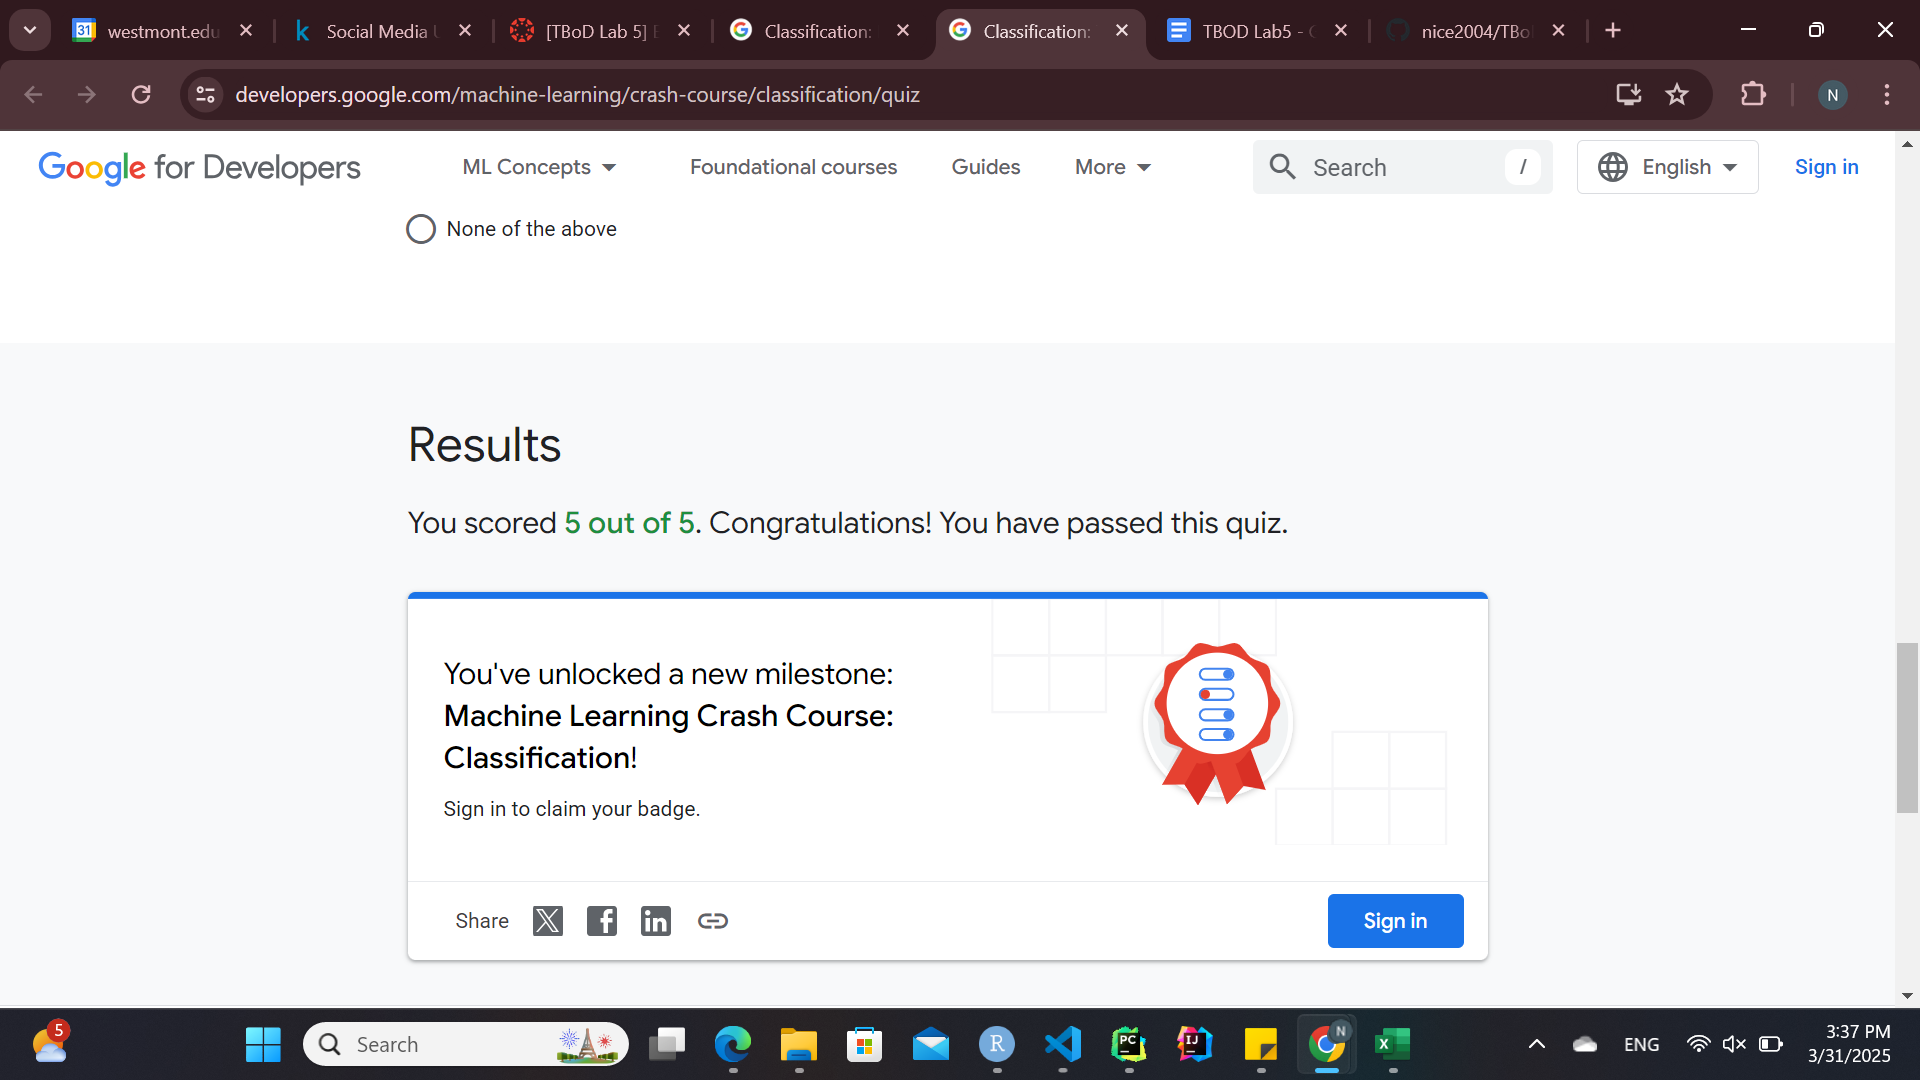 31 westmont.edu
Social Media U
[TBoD Lab 5] E
Classification:
Classification:
TBOD Lab5 - G
nice2004/TBoD
developers.google.com/machine-learning/crash-course/classification/quiz
N
Google for Developers
ML Concepts
Foundational courses
Guides
More
Search
/
English
Sign in
None of the above
Results
You scored 5 out of 5. Congratulations! You have passed this quiz.
You've unlocked a new milestone:
Machine Learning Crash Course:
Classification!
Sign in to claim your badge.
Share
Sign in
5
Search
R
PC
IJ
N
X
ENG
3:37 PM
3/31/2025